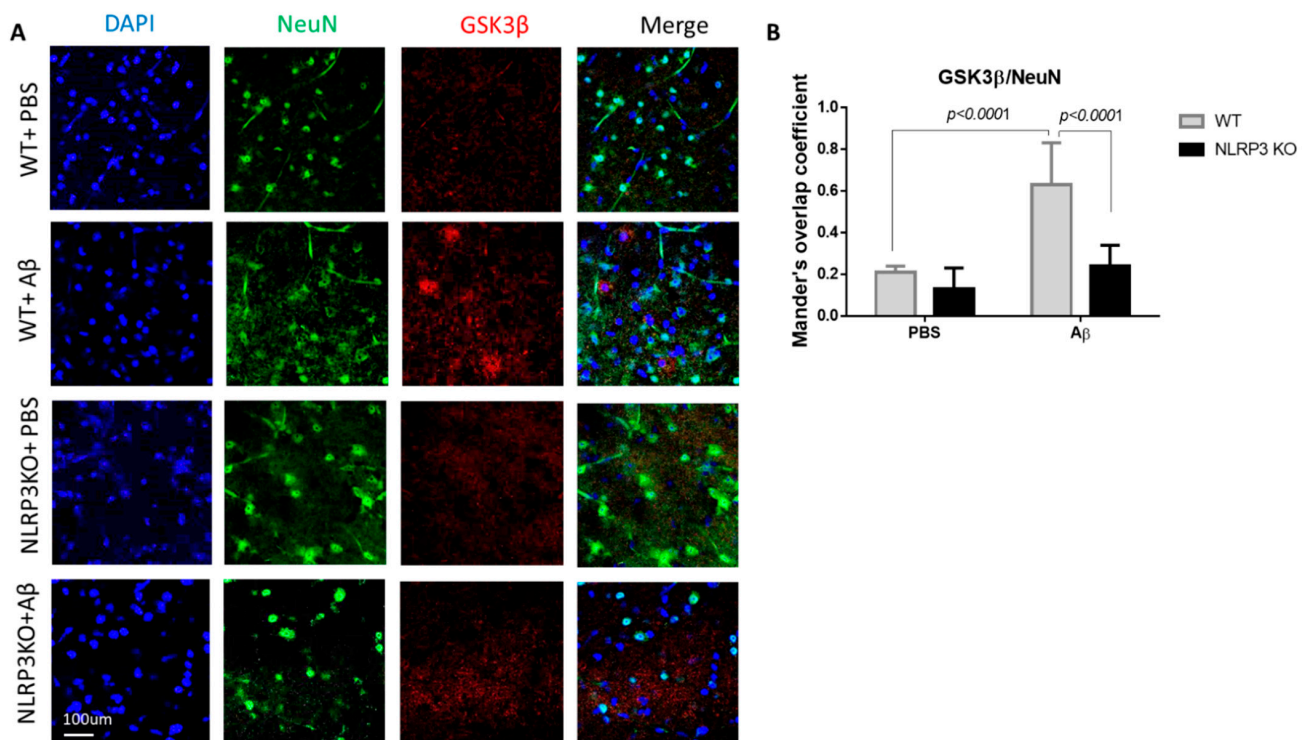 A
DAPI NeuN GSK3β Merge
WT+ PBS
WT+ Aβ
NLRP3KO+ PBS
NLRP3KO+Aβ
100um
B
GSK3β/NeuN
Mander's overlap coefficient
1.0
0.8
0.6
0.4
0.2
0.0
p<0.0001 p<0.0001
PBS Aβ
WT
NLRP3 KO